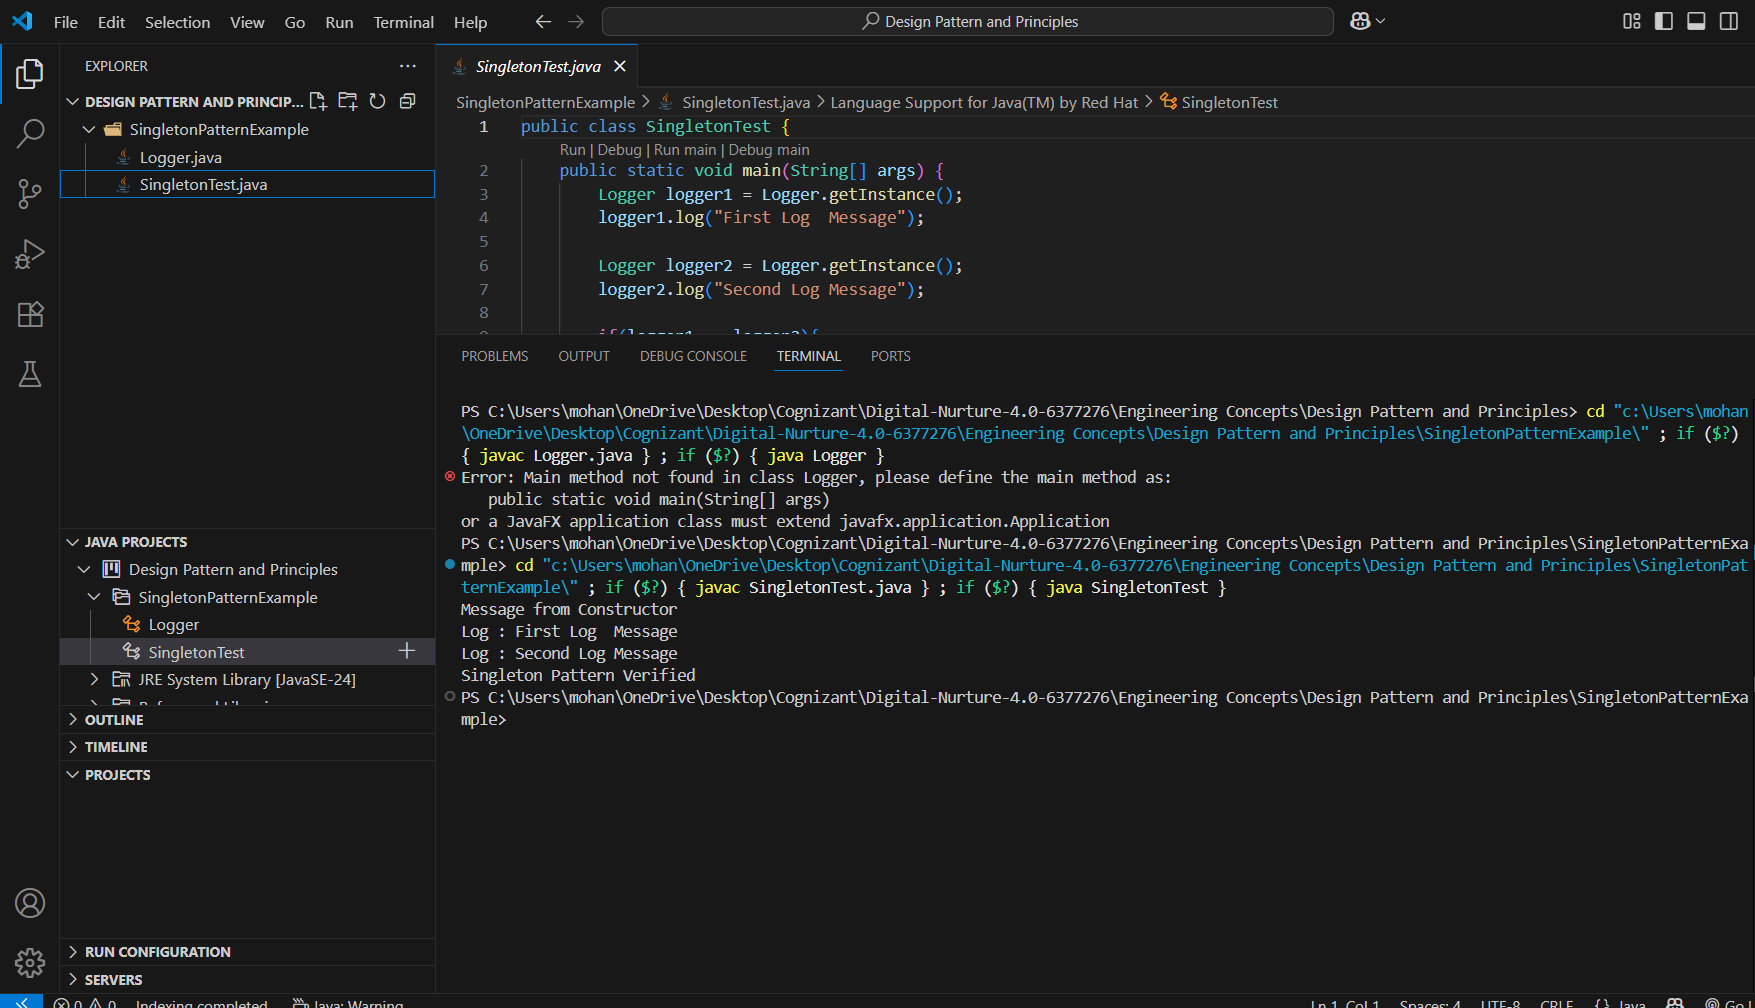 File Edit Selection View Go Run Terminal Help
Design Pattern and Principles
EXPLORER
DESIGN PATTERN AND PRINCIP...
SingletonPatternExample
Logger.java
SingletonTest.java
JAVA PROJECTS
Design Pattern and Principles
SingletonPatternExample
Logger
SingletonTest
JRE System Library [JavaSE-24]
OUTLINE
TIMELINE
PROJECTS
RUN CONFIGURATION
SERVERS
SingletonTest.java
SingletonPatternExample > SingletonTest.java > Language Support for Java(TM) by Red Hat > SingletonTest
1 public class SingletonTest {
Run | Debug | Run main | Debug main
2 public static void main(String[] args) {
3 Logger logger1 = Logger.getInstance();
4 logger1.log("First Log  Message");
5
6 Logger logger2 = Logger.getInstance();
7 logger2.log("Second Log Message");
8
PROBLEMS OUTPUT DEBUG CONSOLE TERMINAL PORTS
PS C:\Users\mohan\OneDrive\Desktop\Cognizant\Digital-Nurture-4.0-6377276\Engineering Concepts\Design Pattern and Principles> cd "c:\Users\mohan
\OneDrive\Desktop\Cognizant\Digital-Nurture-4.0-6377276\Engineering Concepts\Design Pattern and Principles\SingletonPatternExample\" ; if ($?)
{ javac Logger.java } ; if ($?) { java Logger }
Error: Main method not found in class Logger, please define the main method as:
public static void main(String[] args)
or a JavaFX application class must extend javafx.application.Application
PS C:\Users\mohan\OneDrive\Desktop\Cognizant\Digital-Nurture-4.0-6377276\Engineering Concepts\Design Pattern and Principles\SingletonPatternExa
mple> cd "c:\Users\mohan\OneDrive\Desktop\Cognizant\Digital-Nurture-4.0-6377276\Engineering Concepts\Design Pattern and Principles\SingletonPat
ternExample\" ; if ($?) { javac SingletonTest.java } ; if ($?) { java SingletonTest }
Message from Constructor
Log : First Log  Message
Log : Second Log Message
Singleton Pattern Verified
PS C:\Users\mohan\OneDrive\Desktop\Cognizant\Digital-Nurture-4.0-6377276\Engineering Concepts\Design Pattern and Principles\SingletonPatternExa
mple>
0 0 Indexing completed Java: Warning Ln 1, Col 1 Spaces: 4 UTF-8 CRLF {} Java Go